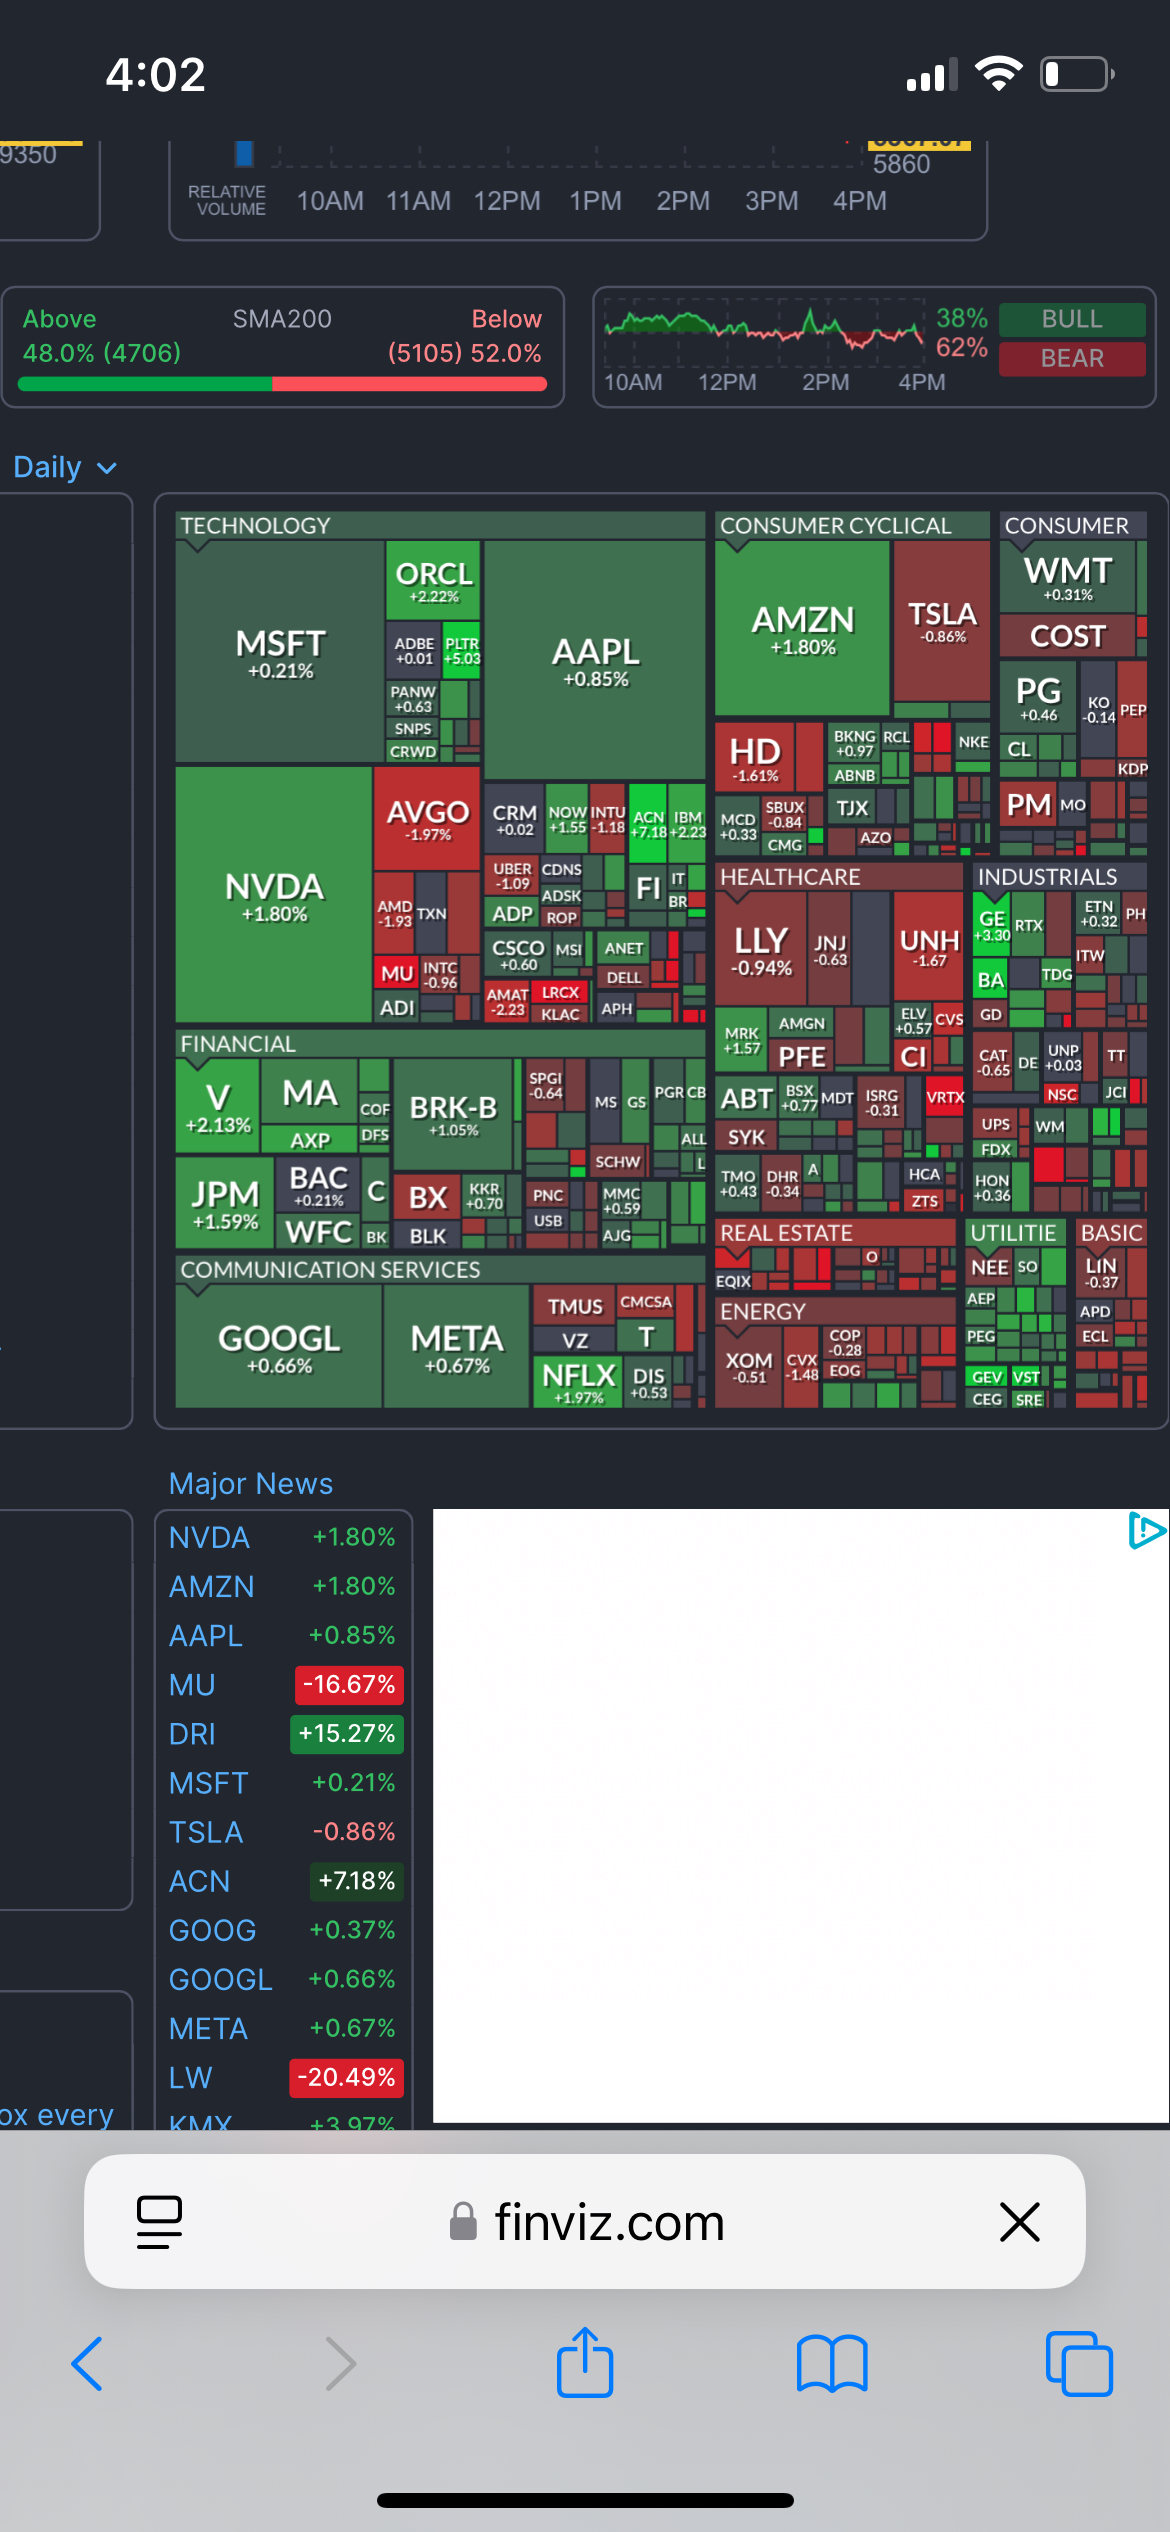 4:02
9350
5860
RELATIVE
VOLUME
10AM 11AM 12PM 1PM 2PM 3PM 4PM
Above SMA200 Below
48.0% (4706) (5105) 52.0%
38% BULL
62% BEAR
10AM 12PM 2PM 4PM
Daily
TECHNOLOGY
MSFT
+0.21%
ORCL
+2.22%
ADBE
+0.01
PLTR
+5.03
PANW
+0.63
SNPS
CRWD
AAPL
+0.85%
NVDA
+1.80%
AVGO
-1.97%
AMD
-1.93
TXN
MU
INTC
-0.96
ADI
CRM
+0.02
NOW
+1.55
INTU
-1.18
ACN
+7.18
IBM
+2.23
UBER
-1.09
CDNS
ADSK
ADP
ROP
FI
IT
BR
CSCO
+0.60
MSI
ANET
DELL
AMAT
-2.23
LRCX
KLAC
APH
CONSUMER CYCLICAL
AMZN
+1.80%
TSLA
-0.86%
HD
-1.61%
BKNG
+0.97
RCL
NKE
ABNB
MCD
+0.33
SBUX
-0.84
CMG
TJX
AZO
CONSUMER
WMT
+0.31%
COST
PG
+0.46
KO
-0.14
PEP
CL
KDP
PM
MO
HEALTHCARE
LLY
-0.94%
JNJ
-0.63
UNH
-1.67
MRK
+1.57
AMGN
PFE
ELV
+0.57
CVS
CI
ABT
BSX
+0.77
MDT
ISRG
-0.31
VRTX
SYK
TMO
+0.43
DHR
-0.34
A
HCA
ZTS
INDUSTRIALS
GE
+3.30
RTX
ETN
+0.32
PH
ITW
BA
TDG
GD
CAT
-0.65
DE
UNP
+0.03
TT
NSC
JCI
UPS
WM
FDX
HON
+0.36
FINANCIAL
V
+2.13%
MA
COF
AXP
DFS
BRK-B
+1.05%
SPGI
-0.64
MS
GS
PGR
CB
ALL
L
SCHW
JPM
+1.59%
BAC
+0.21%
C
WFC
BK
BX
KKR
+0.70
BLK
PNC
USB
MMC
+0.59
AJG
REAL ESTATE
O
EQIX
UTILITIE
NEE
SO
AEP
PEG
GEV
VST
CEG
SRE
BASIC
LIN
-0.37
APD
ECL
COMMUNICATION SERVICES
GOOGL
+0.66%
META
+0.67%
TMUS
CMCSA
VZ
T
NFLX
+1.97%
DIS
+0.53
ENERGY
XOM
-0.51
CVX
-1.48
COP
-0.28
EOG
Major News
NVDA +1.80%
AMZN +1.80%
AAPL +0.85%
MU -16.67%
DRI +15.27%
MSFT +0.21%
TSLA -0.86%
ACN +7.18%
GOOG +0.37%
GOOGL +0.66%
META +0.67%
LW -20.49%
KMX +3.97%
ox every
finviz.com